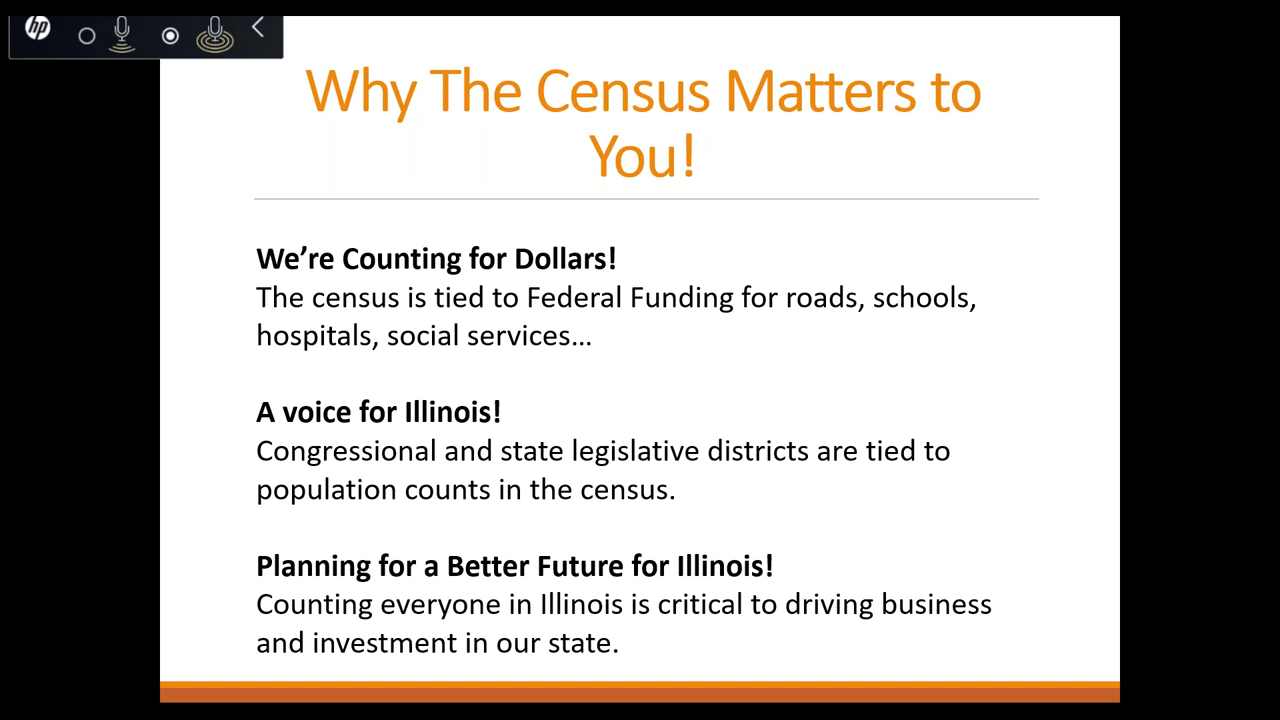 hp
Why The Census Matters to
You!
We’re Counting for Dollars!
The census is tied to Federal Funding for roads, schools,
hospitals, social services…
A voice for Illinois!
Congressional and state legislative districts are tied to
population counts in the census.
Planning for a Better Future for Illinois!
Counting everyone in Illinois is critical to driving business
and investment in our state.